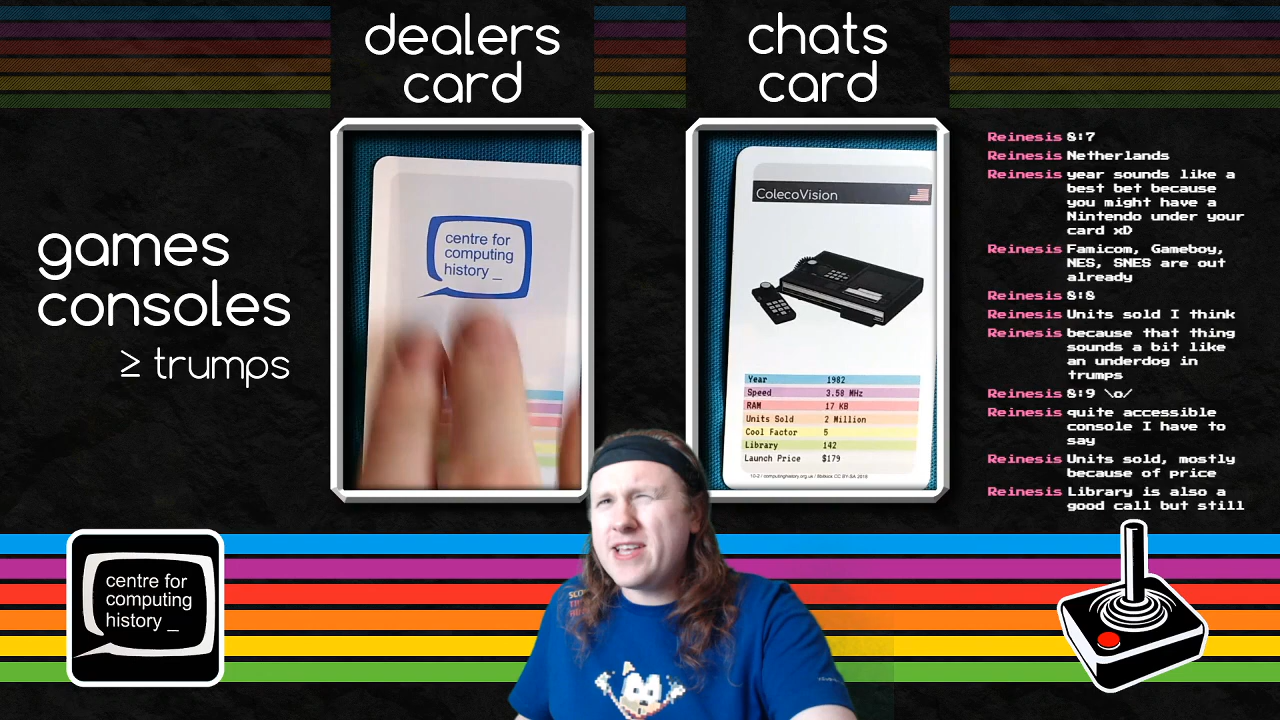 dealers
card
chats
card
games
consoles
≥ trumps
centre for
computing
history _
ColecoVision
Year 1982
Speed 3.58 MHz
RAM 17 KB
Units Sold 2 Million
Cool Factor 5
Library 142
Launch Price $179
Reinesis 8:7
Reinesis Netherlands
Reinesis year sounds like a
best bet because
you might have a
Nintendo under your
card xD
Reinesis Famicom, Gameboy,
NES, SNES are out
already
Reinesis 8:8
Reinesis Units sold I think
Reinesis because that thing
sounds a bit like
an underdog in
trumps
Reinesis 8:9 \o/
Reinesis quite accessible
console I have to
say
Reinesis Units sold, mostly
because of price
Reinesis Library is also a
good call but still
centre for
computing
history _